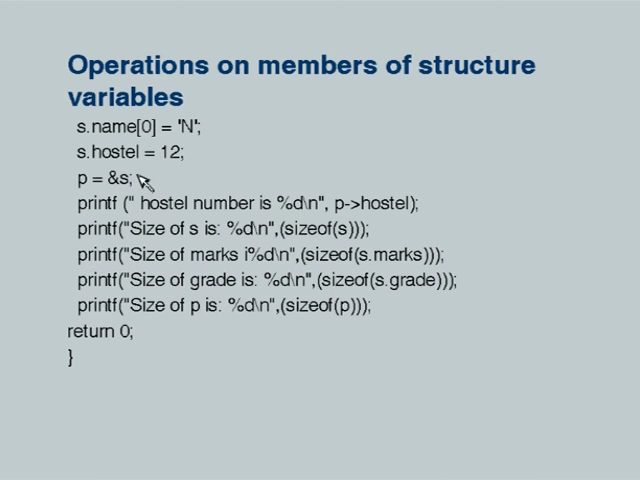 Operations on members of structure
variables
s.name[0] = 'N';
s.hostel = 12;
p = &s;
printf (" hostel number is %d\n", p->hostel);
printf("Size of s is: %d\n",(sizeof(s)));
printf("Size of marks i%d\n",(sizeof(s.marks)));
printf("Size of grade is: %d\n",(sizeof(s.grade)));
printf("Size of p is: %d\n",(sizeof(p)));
return 0;
}